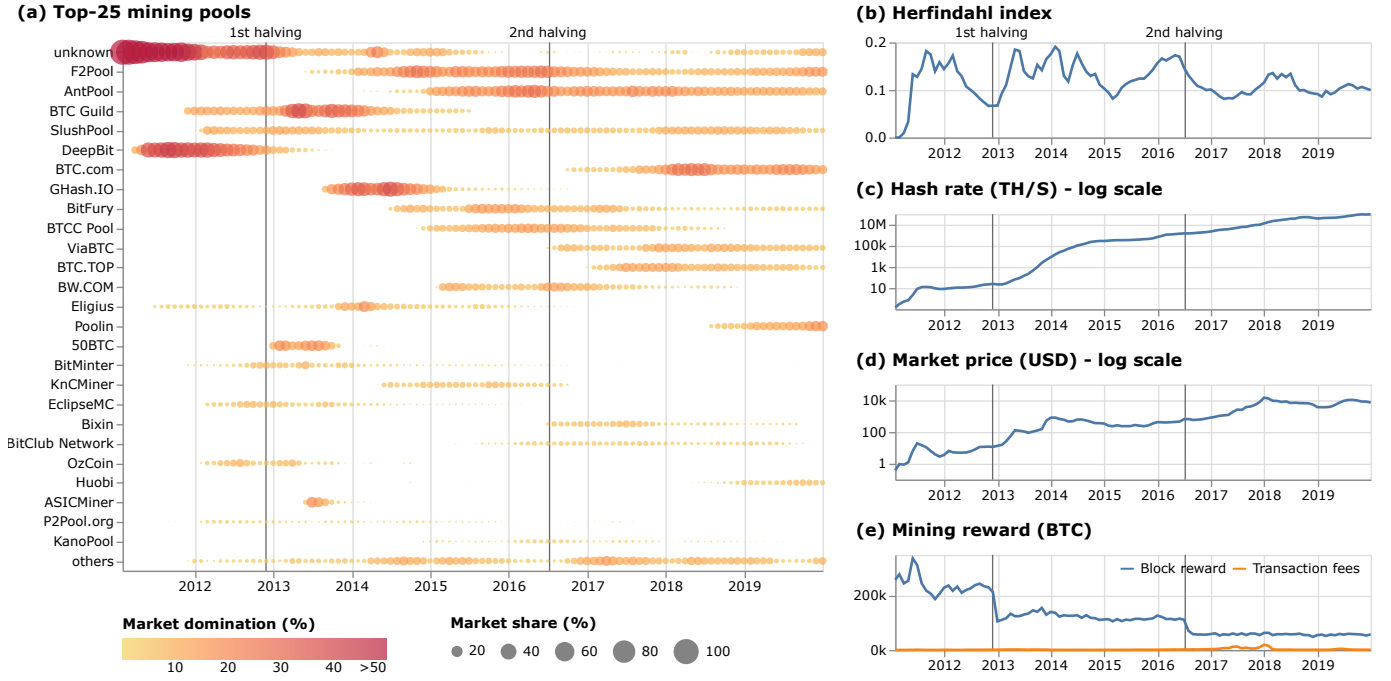 (a) Top-25 mining pools
1st halving
2nd halving
unknown
F2Pool
AntPool
BTC Guild
SlushPool
DeepBit
BTC.com
GHash.IO
BitFury
BTCC Pool
ViaBTC
BTC.TOP
BW.COM
Eligius
Poolin
50BTC
BitMinter
KnCMiner
EclipseMC
Bixin
BitClub Network
OzCoin
Huobi
ASICMiner
P2Pool.org
KanoPool
others
2012 2013 2014 2015 2016 2017 2018 2019
Market domination (%)
10 20 30 40 >50
Market share (%)
20 40 60 80 100
(b) Herfindahl index
1st halving
2nd halving
0.2
0.1
0.0
2012 2013 2014 2015 2016 2017 2018 2019
(c) Hash rate (TH/S) - log scale
10M
100k
1k
10
2012 2013 2014 2015 2016 2017 2018 2019
(d) Market price (USD) - log scale
10k
100
1
2012 2013 2014 2015 2016 2017 2018 2019
(e) Mining reward (BTC)
Block reward Transaction fees
200k
0k
2012 2013 2014 2015 2016 2017 2018 2019